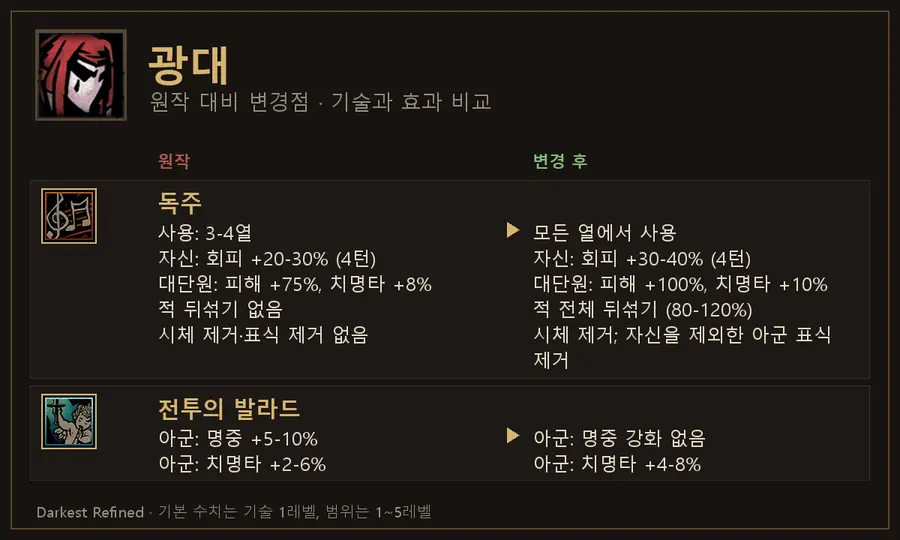 광대
원작 대비 변경점 · 기술과 효과 비교
원작
변경 후
독주
사용: 3-4열
모든 열에서 사용
자신: 회피 +20-30% (4턴)
자신: 회피 +30-40% (4턴)
대단원: 피해 +75%, 치명타 +8%
대단원: 피해 +100%, 치명타 +10%
적 뒤섞기 없음
적 전체 뒤섞기 (80-120%)
시체 제거·표식 제거 없음
시체 제거; 자신을 제외한 아군 표식
제거
전투의 발라드
아군: 명중 +5-10%
아군: 명중 강화 없음
아군: 치명타 +2-6%
아군: 치명타 +4-8%
Darkest Refined · 기본 수치는 기술 1레벨, 범위는 1~5레벨